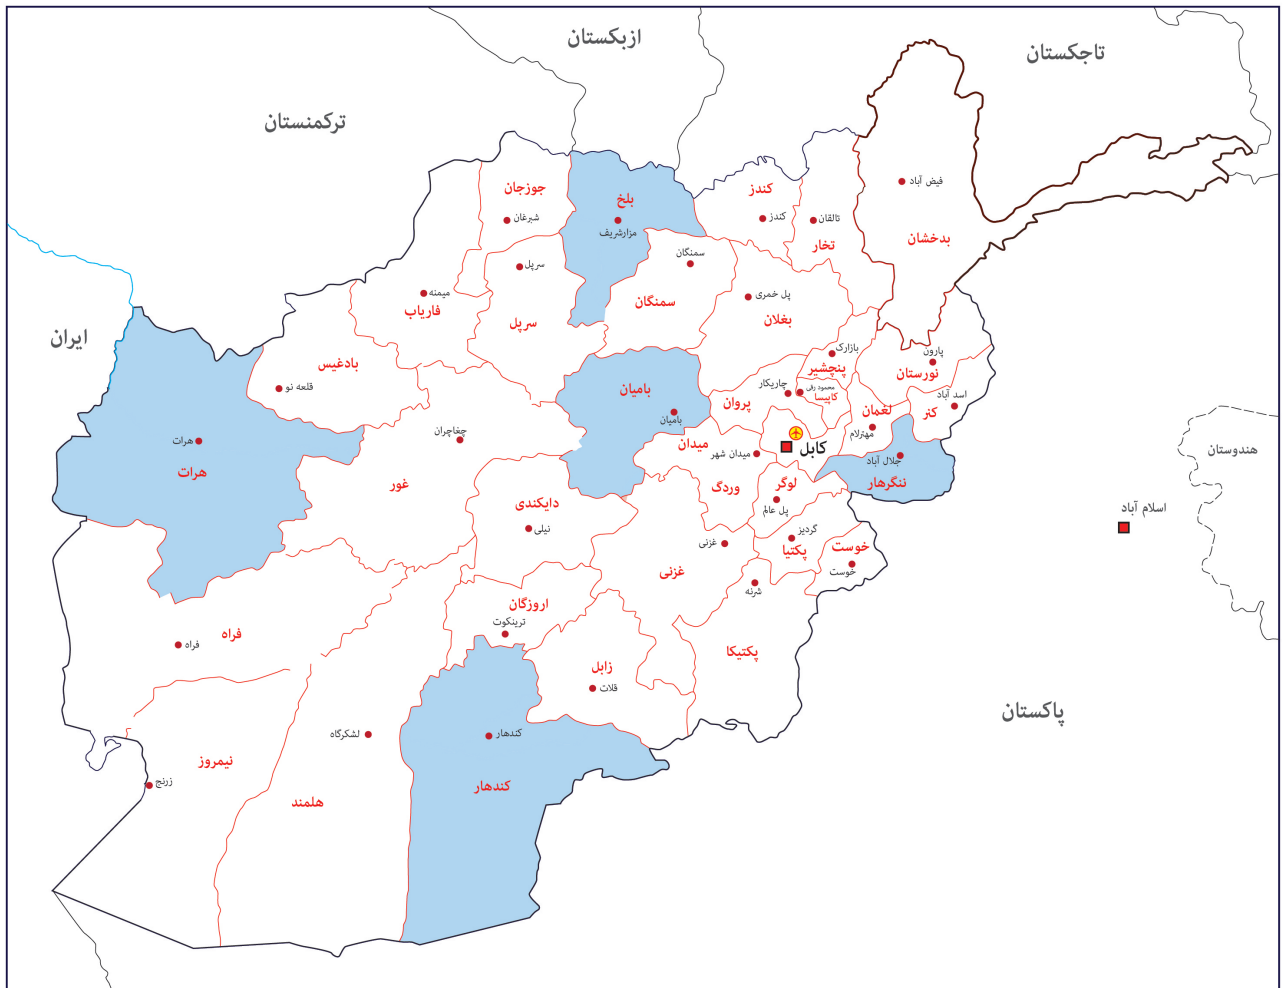 ازبکستان
تاجکستان
ترکمنستان
ایران
هندوستان
اسلام آباد
پاکستان
جوزجان
شبرغان
بلخ
مزارشریف
کندز
کندز
تالقان
تخار
فیض آباد
بدخشان
سرپل
سرپل
سمنگان
سمنگان
میمنه
فاریاب
پل خمری
بغلان
بادغیس
قلعه نو
بازارک
پنچشیر
پارون
نورستان
بامیان
بامیان
چاریکار
پروان
محمود رقی
کاپیسا
لغمان
مهترلام
اسد آباد
کنر
چغاچران
غور
هرات
هرات
میدان
میدان شهر
وردگ
کابل
جلال آباد
ننگرهار
لوگر
پل عالم
دایکندی
نیلی
گردیز
پکتیا
خوست
خوست
غزنی
غزنی
شرنه
پکتیکا
اروزگان
ترینکوت
فراه
فراه
زابل
قلات
کندهار
کندهار
لشکرگاه
هلمند
نیمروز
زرنج